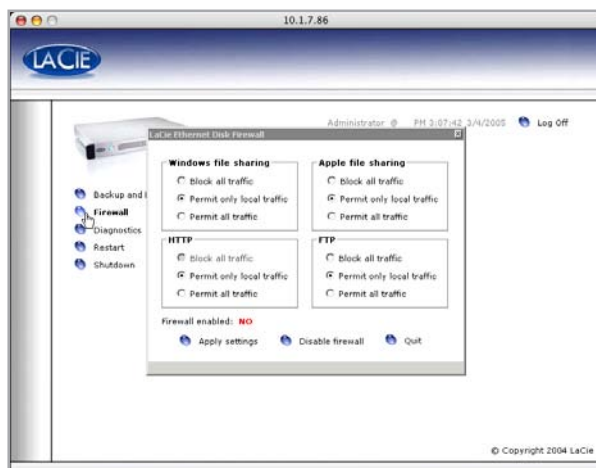 10.1.7.86
LACIE
Administrator @ PM 3:07:42 3/4/2005 Log Off
LaCie Ethernet Disk Firewall
Windows file sharing
Block all traffic
Permit only local traffic
Permit all traffic
Apple file sharing
Block all traffic
Permit only local traffic
Permit all traffic
HTTP
Block all traffic
Permit only local traffic
Permit all traffic
FTP
Block all traffic
Permit only local traffic
Permit all traffic
Firewall enabled: NO
Apply settings Disable firewall Quit
Backup and
Firewall
Diagnostics
Restart
Shutdown
© Copyright 2004 LaCie